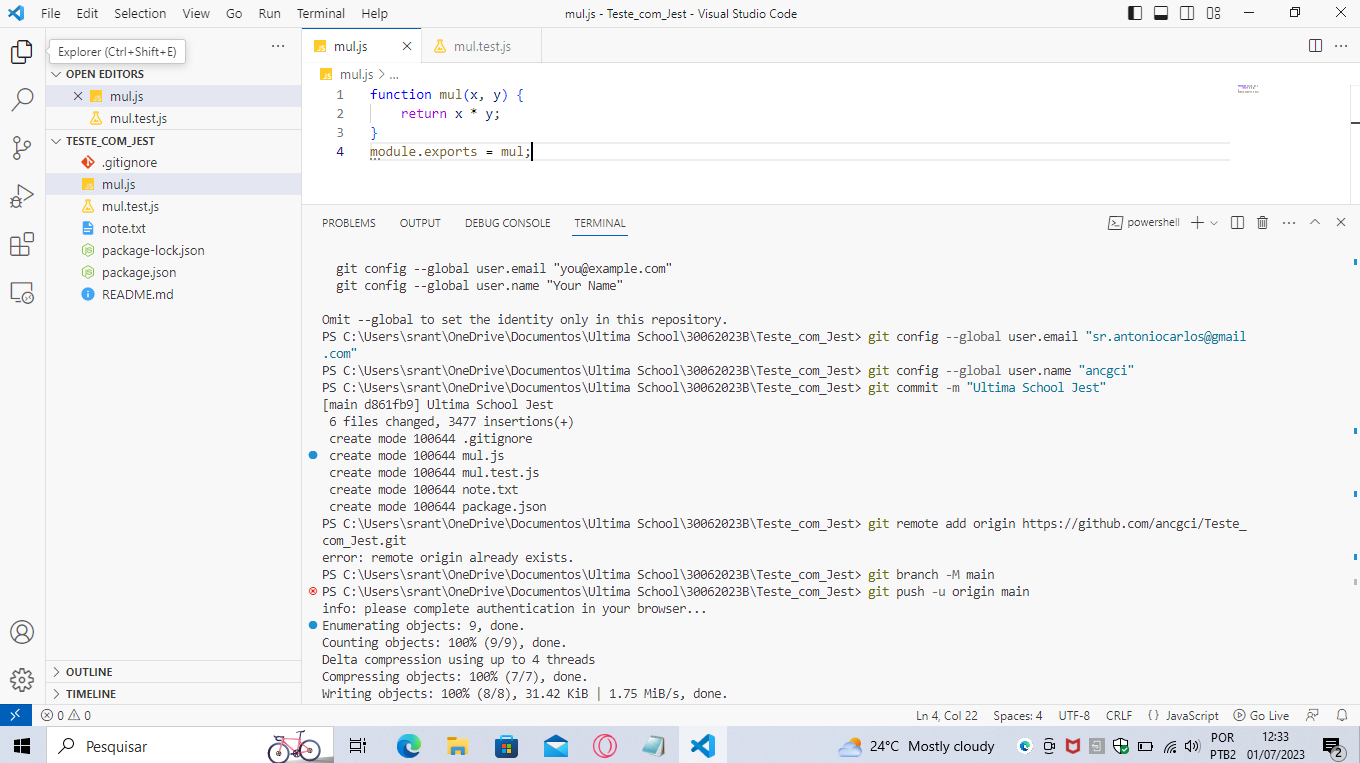 File Edit Selection View Go Run Terminal Help
mul.js - Teste_com_Jest - Visual Studio Code
Explorer (Ctrl+Shift+E)
OPEN EDITORS
mul.js
mul.test.js
TESTE_COM_JEST
.gitignore
mul.js
mul.test.js
note.txt
package-lock.json
package.json
README.md
OUTLINE
TIMELINE
mul.js
mul.test.js
mul.js > ...
1 function mul(x, y) {
2 return x * y;
3 }
4 module.exports = mul;
PROBLEMS OUTPUT DEBUG CONSOLE TERMINAL
powershell
git config --global user.email "you@example.com"
git config --global user.name "Your Name"
Omit --global to set the identity only in this repository.
PS C:\Users\srant\OneDrive\Documentos\Ultima School\30062023B\Teste_com_Jest> git config --global user.email "sr.antoniocarlos@gmail
.com"
PS C:\Users\srant\OneDrive\Documentos\Ultima School\30062023B\Teste_com_Jest> git config --global user.name "ancgci"
PS C:\Users\srant\OneDrive\Documentos\Ultima School\30062023B\Teste_com_Jest> git commit -m "Ultima School Jest"
[main d861fb9] Ultima School Jest
6 files changed, 3477 insertions(+)
create mode 100644 .gitignore
create mode 100644 mul.js
create mode 100644 mul.test.js
create mode 100644 note.txt
create mode 100644 package.json
PS C:\Users\srant\OneDrive\Documentos\Ultima School\30062023B\Teste_com_Jest> git remote add origin https://github.com/ancgci/Teste_
com_Jest.git
error: remote origin already exists.
PS C:\Users\srant\OneDrive\Documentos\Ultima School\30062023B\Teste_com_Jest> git branch -M main
PS C:\Users\srant\OneDrive\Documentos\Ultima School\30062023B\Teste_com_Jest> git push -u origin main
info: please complete authentication in your browser...
Enumerating objects: 9, done.
Counting objects: 100% (9/9), done.
Delta compression using up to 4 threads
Compressing objects: 100% (7/7), done.
Writing objects: 100% (8/8), 31.42 KiB | 1.75 MiB/s, done.
0 0
Ln 4, Col 22 Spaces: 4 UTF-8 CRLF {} JavaScript Go Live
Pesquisar
24°C Mostly cloudy
POR
PTB2
12:33
01/07/2023
2